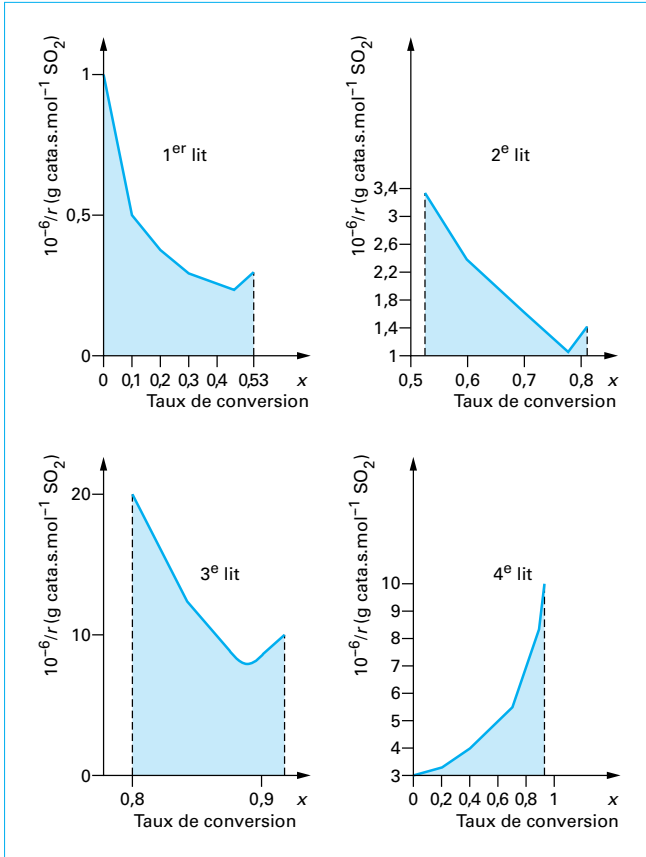 10⁻⁶/r (g cata.s.mol⁻¹ SO₂)
1
0,5
0
1er lit
0 0,1 0,2 0,3 0,4 0,53 x
Taux de conversion
10⁻⁶/r (g cata.s.mol⁻¹ SO₂)
3,4
3
2,6
2,2
1,8
1,4
1
2e lit
0,5 0,6 0,7 0,8 x
Taux de conversion
10⁻⁶/r (g cata.s.mol⁻¹ SO₂)
20
10
0
3e lit
0,8 0,9 x
Taux de conversion
10⁻⁶/r (g cata.s.mol⁻¹ SO₂)
10
9
8
7
6
5
4
3
4e lit
0 0,2 0,4 0,6 0,8 1 x
Taux de conversion